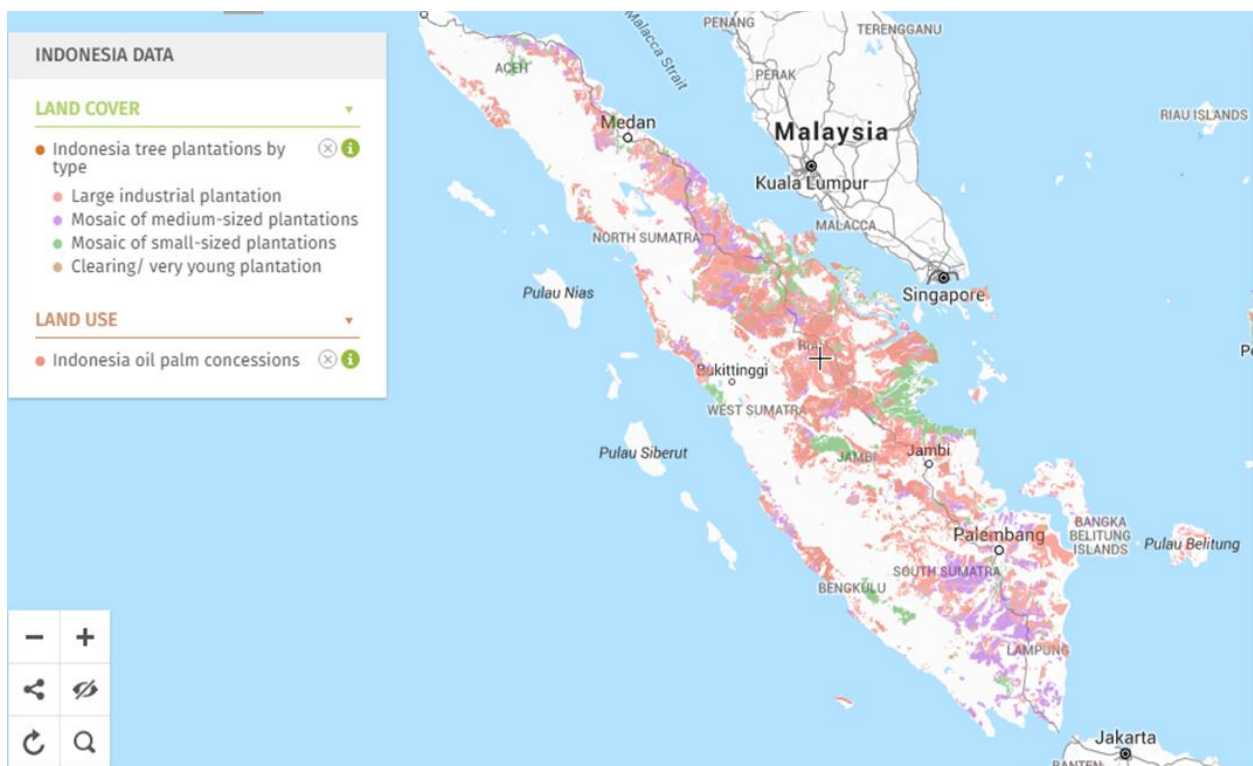 INDONESIA DATA
LAND COVER
Indonesia tree plantations by
type
Large industrial plantation
Mosaic of medium-sized plantations
Mosaic of small-sized plantations
Clearing/ very young plantation
LAND USE
Indonesia oil palm concessions
PENANG
Malacca Strait
TERENGGANU
ACEH
PERAK
RIAU ISLANDS
Medan
Malaysia
Kuala Lumpur
MALACCA
NORTH SUMATRA
Pulau Nias
Singapore
Bukittinggi
WEST SUMATRA
Pulau Siberut
JAMBI
Jambi
Palembang
BANGKA
BELITUNG
ISLANDS
Pulau Belitung
SOUTH SUMATRA
BENGKULU
LAMPUNG
Jakarta